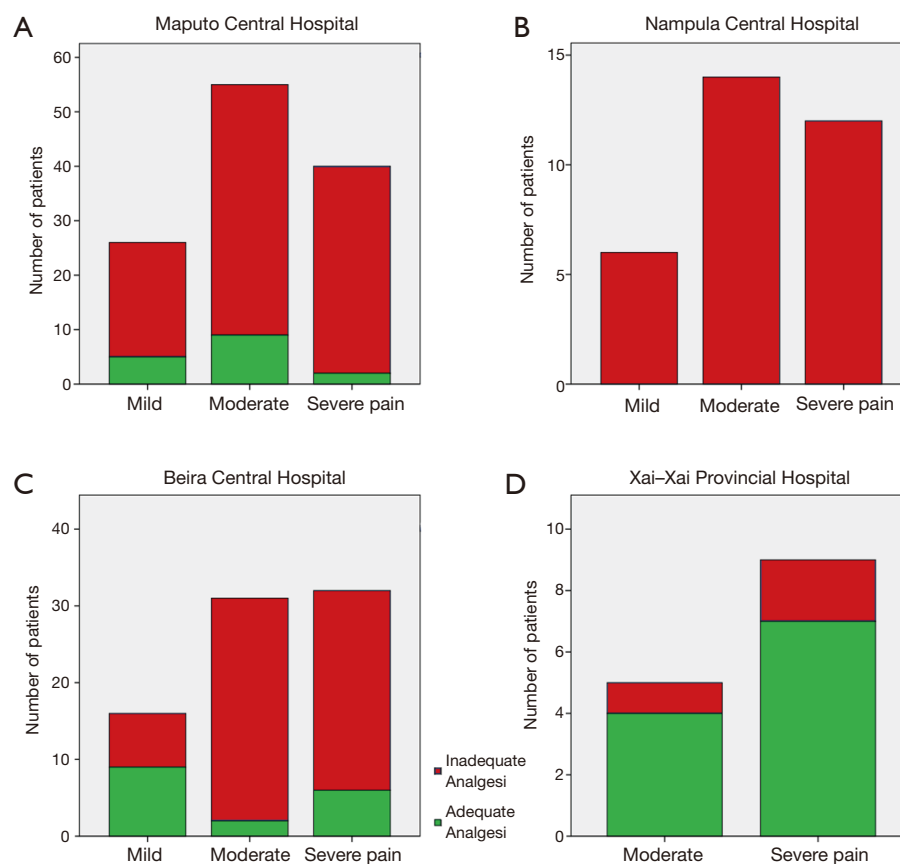 A
Maputo Central Hospital
Number of patients
60
50
40
30
20
10
0
Mild
Moderate
Severe pain
B
Nampula Central Hospital
Number of patients
15
10
5
0
Mild
Moderate
Severe pain
C
Beira Central Hospital
Number of patients
40
30
20
10
0
Mild
Moderate
Severe pain
Inadequate
Analgesi
Adequate
Analgesi
D
Xai–Xai Provincial Hospital
Number of patients
10
8
6
4
2
0
Moderate
Severe pain